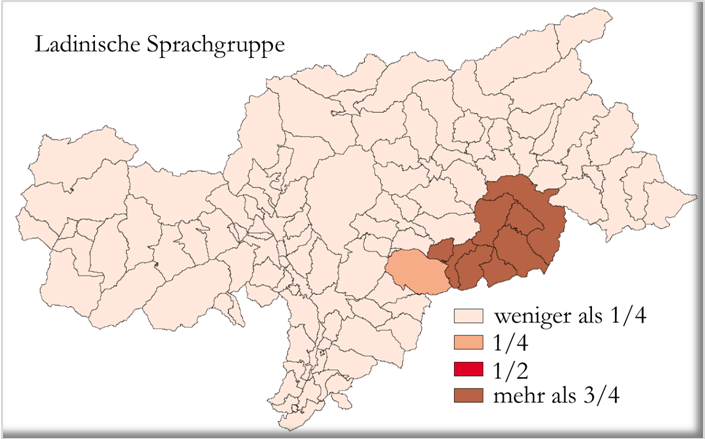 Ladinische Sprachgruppe
weniger als 1/4
1/4
1/2
mehr als 3/4